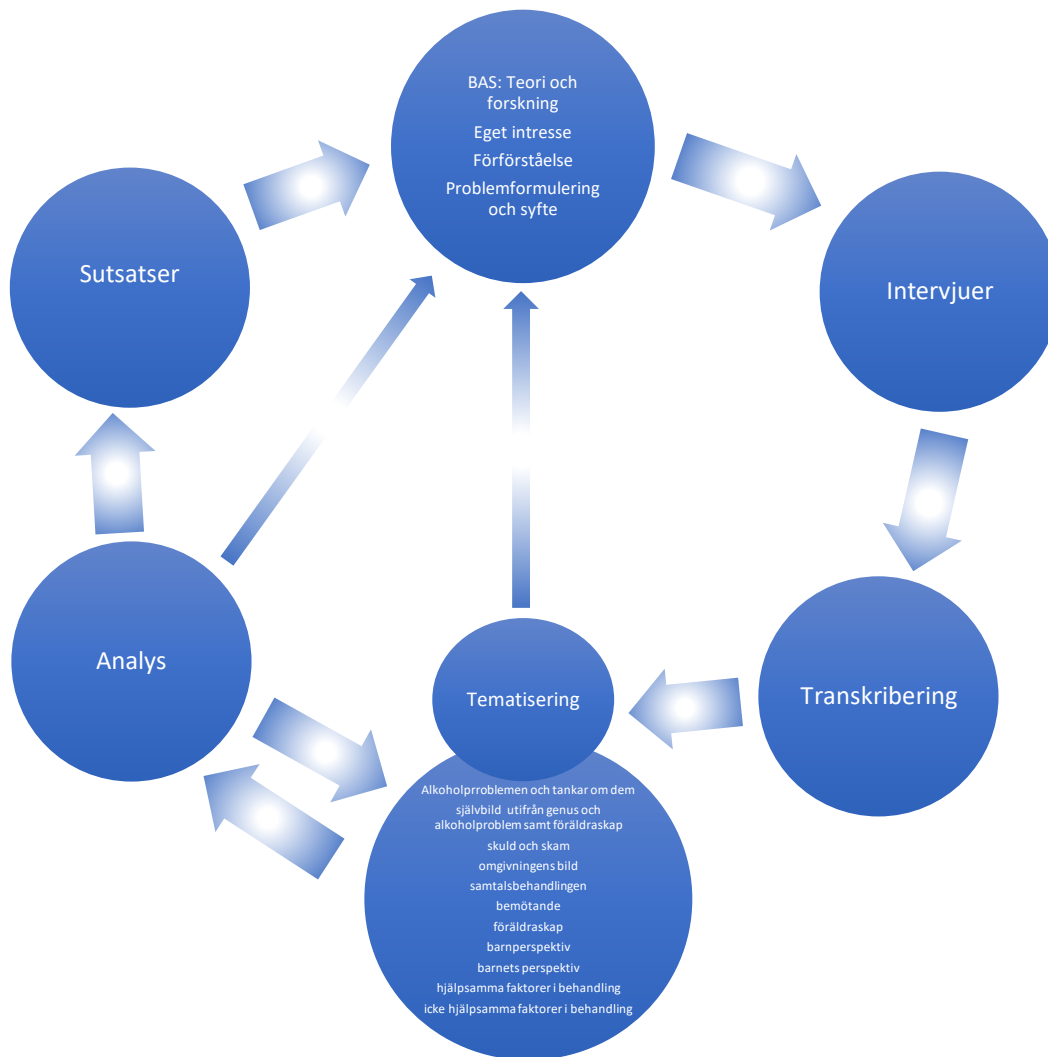 BAS: Teori och
forskning
Eget intresse
Förförståelse
Problemformulering
och syfte
Sutsatser
Intervjuer
Analys
Tematisering
Transkribering
Alkoholprroblemen och tankar om dem
självbild utifrån genus och
alkoholproblem samt föräldraskap
skuld och skam
omgivningens bild
samtalsbehandlingen
bemötande
föräldraskap
barnperspektiv
barnets perspektiv
hjälpsamma faktorer i behandling
icke hjälpsamma faktorer i behandling